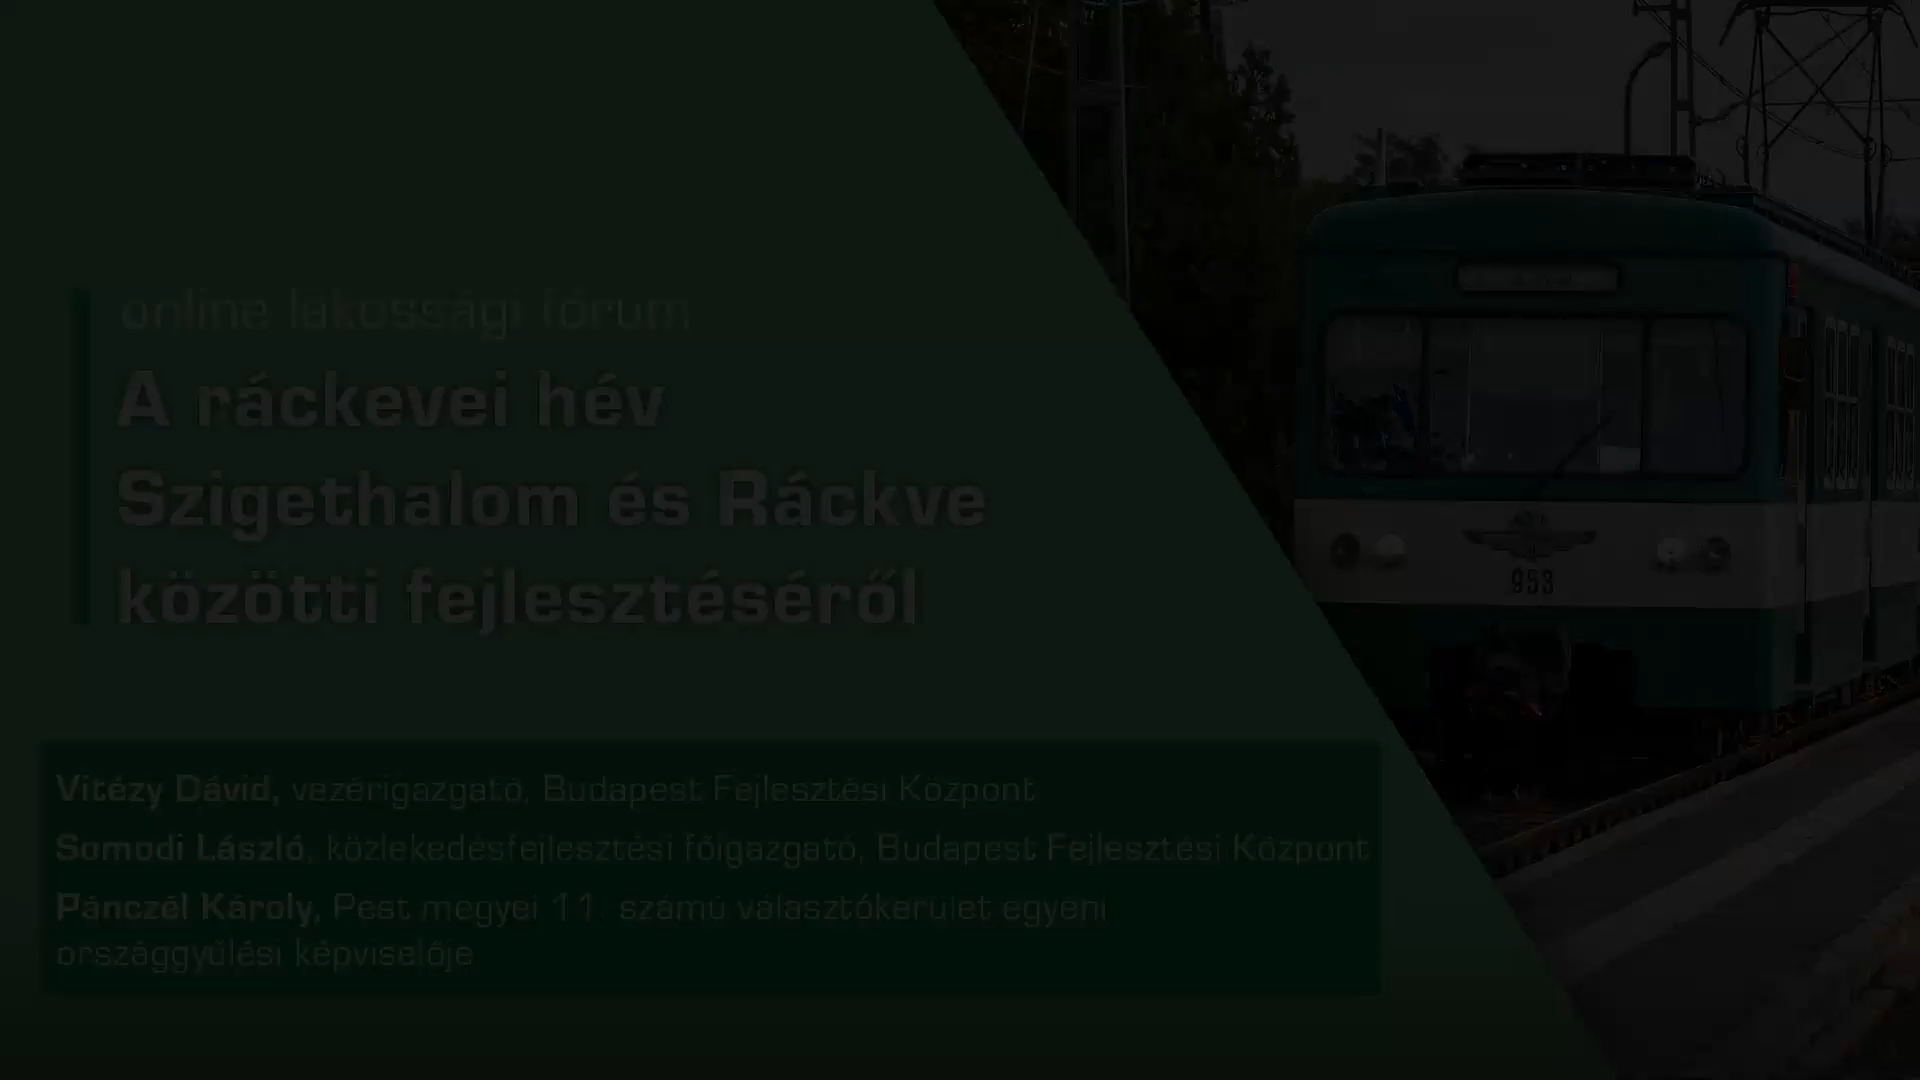 online lakossági fórum
A ráckevei hév
Szigethalom és Ráckve
közötti fejlesztéséről
Vitézy Dávid, vezérigazgató, Budapest Fejlesztési Központ
Somodi László, közlekedésfejlesztési főigazgató, Budapest Fejlesztési Központ
Pánczél Károly, Pest megyei 11. számú választókerület egyeni
országgyűlési képviselője
953